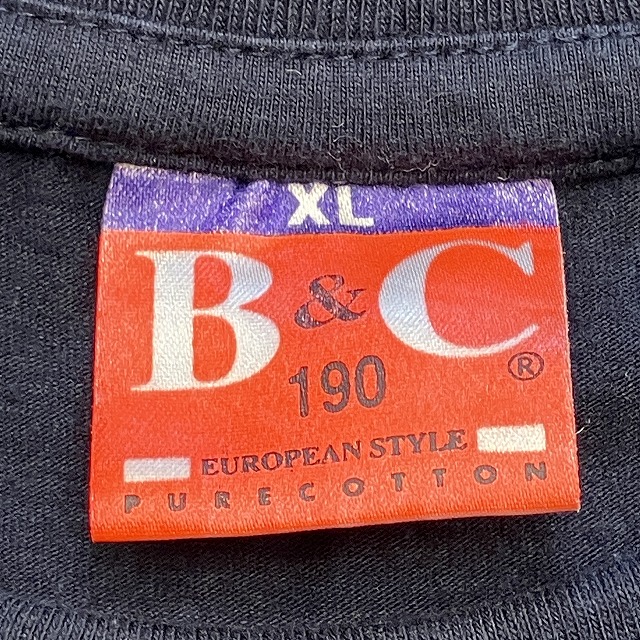 XL
B & C ®
190
EUROPEAN STYLE
PURE COTTON